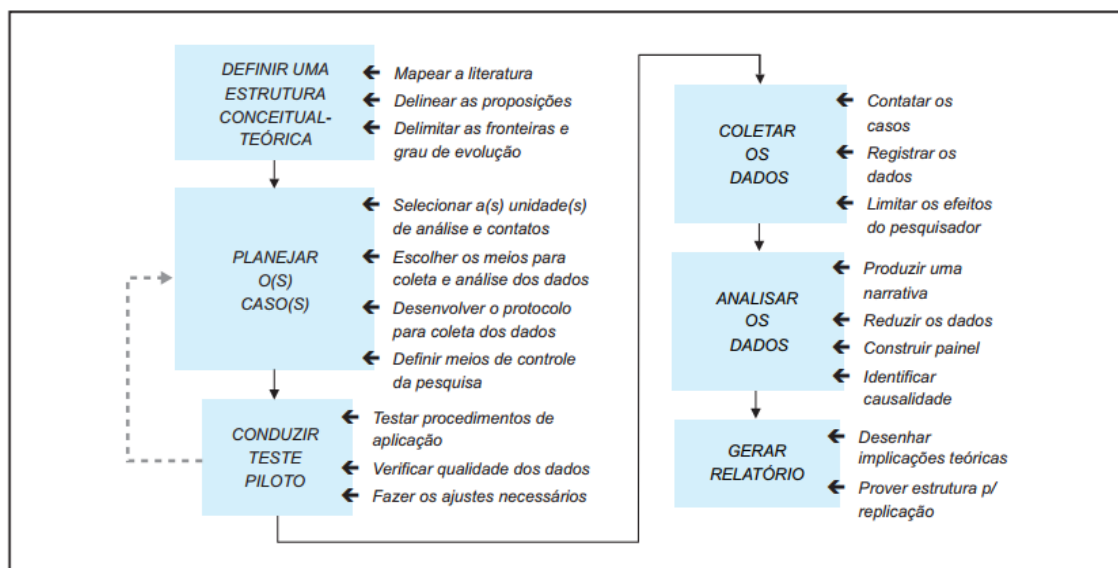 DEFINIR UMA
ESTRUTURA
CONCEITUAL-
TEÓRICA
Mapear a literatura
Delinear as proposições
Delimitar as fronteiras e
grau de evolução
PLANEJAR
O(S)
CASO(S)
Selecionar a(s) unidade(s)
de análise e contatos
Escolher os meios para
coleta e análise dos dados
Desenvolver o protocolo
para coleta dos dados
Definir meios de controle
da pesquisa
CONDUZIR
TESTE
PILOTO
Testar procedimentos de
aplicação
Verificar qualidade dos dados
Fazer os ajustes necessários
COLETAR
OS
DADOS
Contatar os
casos
Registrar os
dados
Limitar os efeitos
do pesquisador
ANALISAR
OS
DADOS
Produzir uma
narrativa
Reduzir os dados
Construir painel
Identificar
causalidade
GERAR
RELATÓRIO
Desenhar
implicações teóricas
Prover estrutura p/
replicação